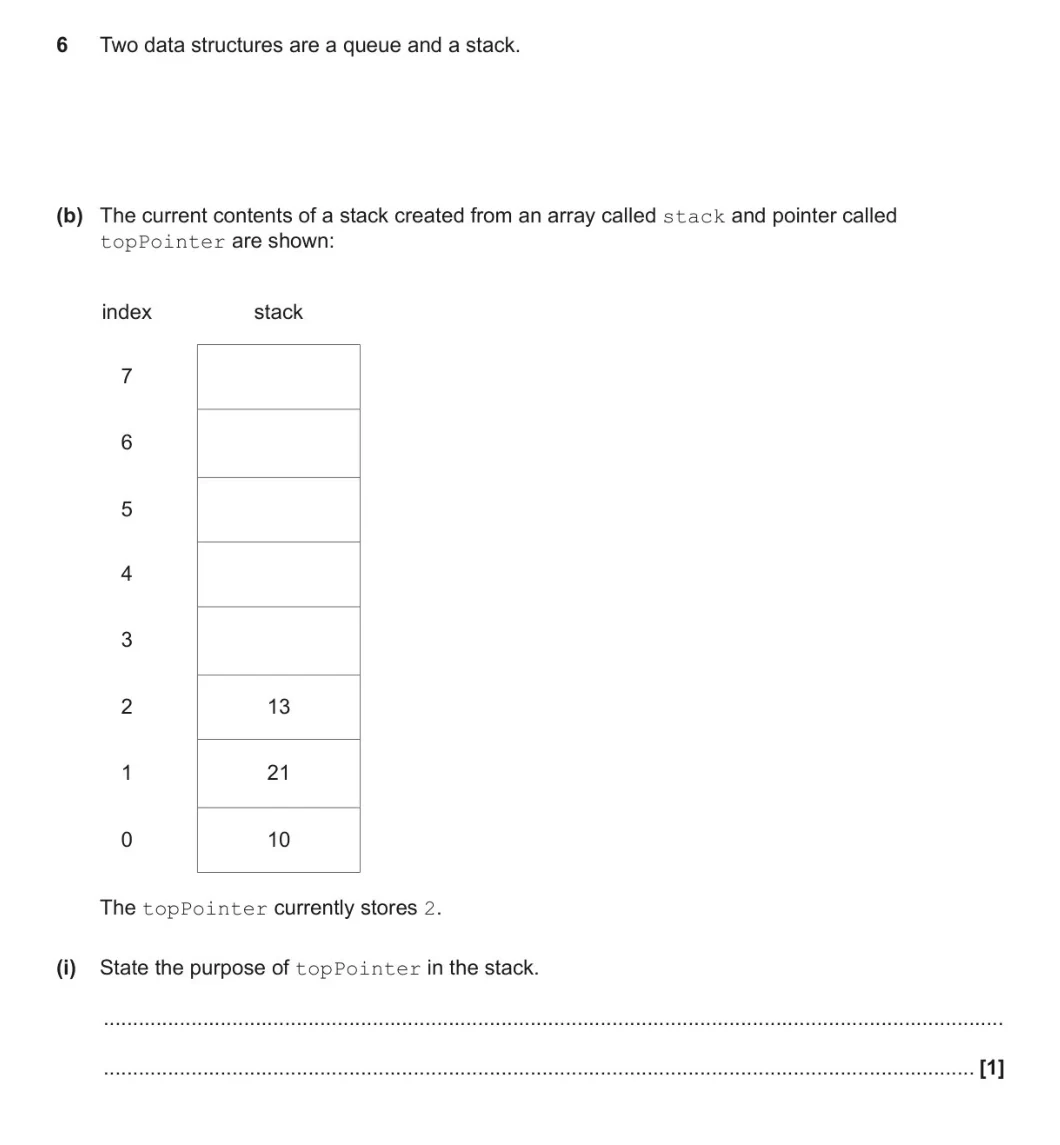 6 Two data structures are a queue and a stack.
(b) The current contents of a stack created from an array called stack and pointer called
topPointer are shown:
index stack
7
6
5
4
3
2 13
1 21
0 10
The topPointer currently stores 2.
(i) State the purpose of topPointer in the stack.
................................................................................................................................................
........................................................................................................................................... [1]